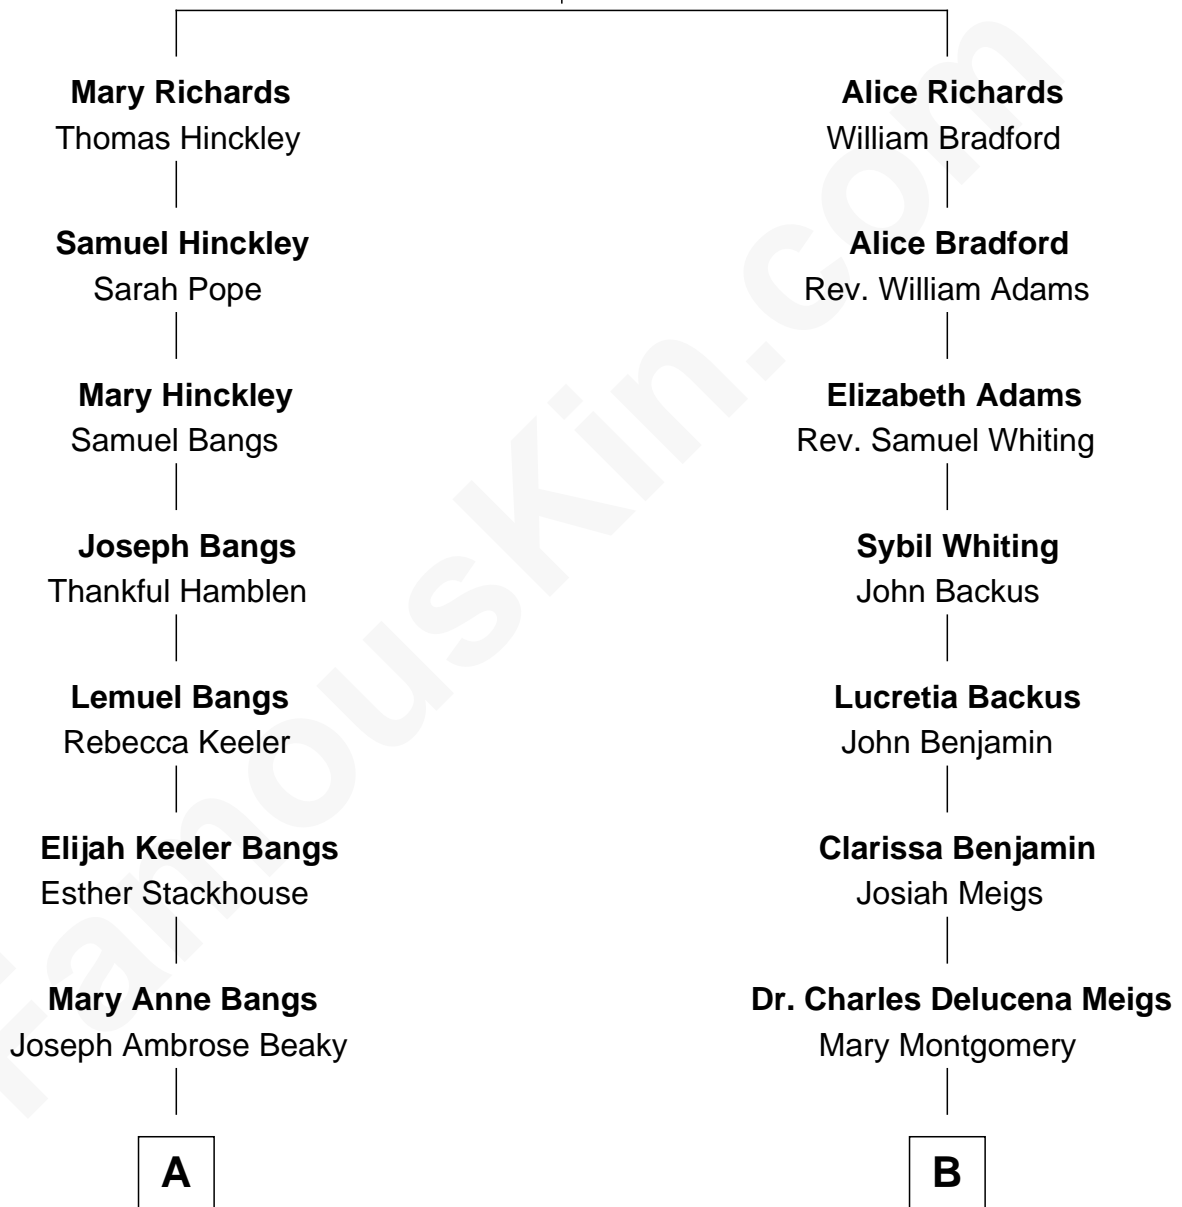 Mary Richards
Thomas Hinckley
Alice Richards
William Bradford
Samuel Hinckley
Sarah Pope
Alice Bradford
Rev. William Adams
Mary Hinckley
Samuel Bangs
Elizabeth Adams
Rev. Samuel Whiting
Joseph Bangs
Thankful Hamblen
Sybil Whiting
John Backus
Lemuel Bangs
Rebecca Keeler
Lucretia Backus
John Benjamin
Elijah Keeler Bangs
Esther Stackhouse
Clarissa Benjamin
Josiah Meigs
Mary Anne Bangs
Joseph Ambrose Beaky
Dr. Charles Delucena Meigs
Mary Montgomery
A
B
FamousKin.com